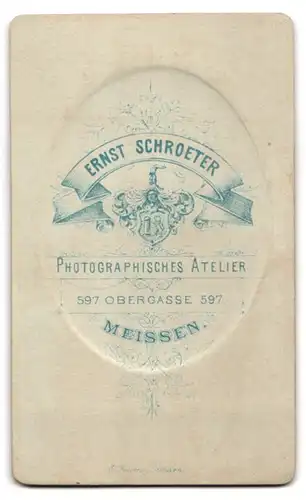 ERNST SCHROETER
PHOTOGRAPHISCHES ATELIER
597 OBERGASSE 597
MEISSEN.